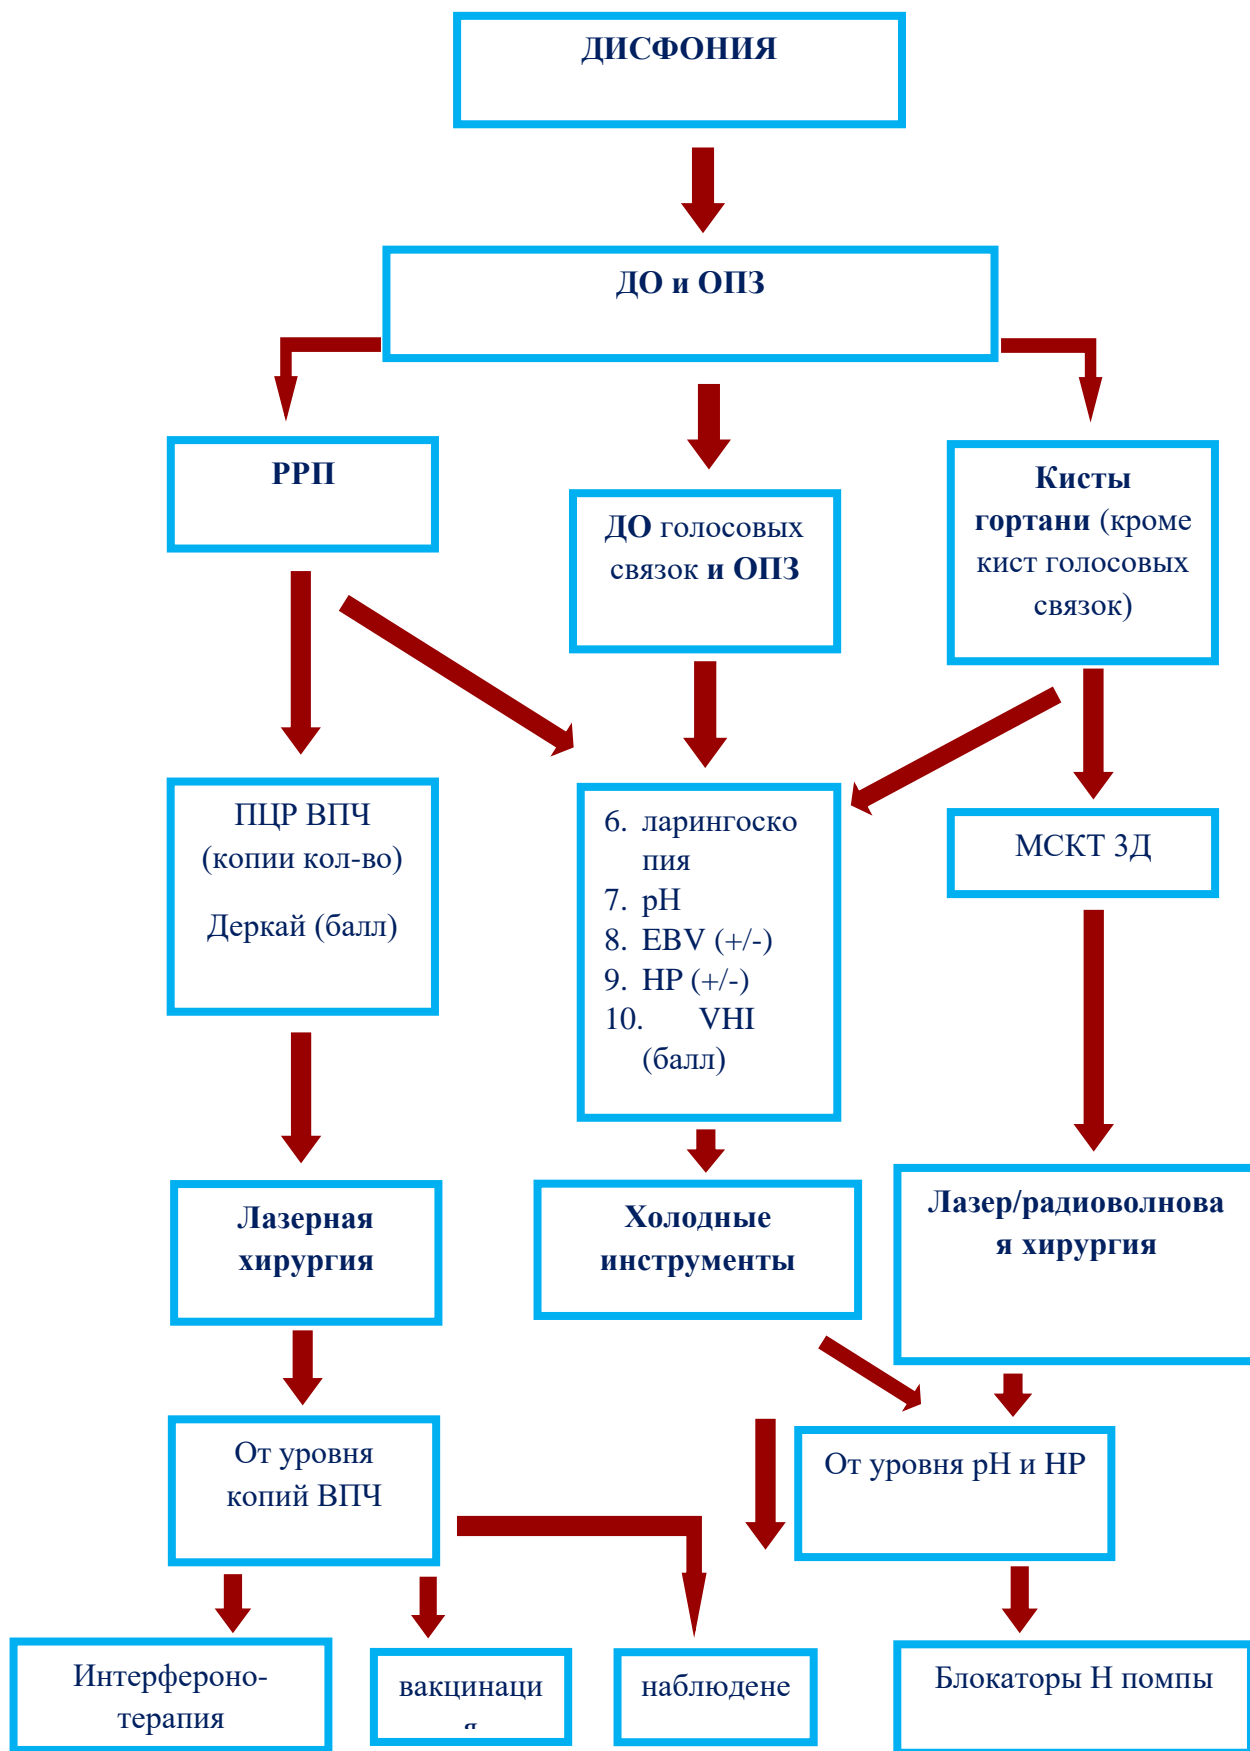 ДИСФОНИЯ
ДО и ОПЗ
РРП
ДО голосовых
связок и ОПЗ
Кисты
гортани (кроме
кист голосовых
связок)
ПЦР ВПЧ
(копии кол-во)
Деркай (балл)
6. ларингоско
пия
7. pH
8. EBV (+/-)
9. HP (+/-)
10. VHI
(балл)
МСКТ 3Д
Лазерная
хирургия
Холодные
инструменты
Лазер/радиоволнова
я хирургия
От уровня
копий ВПЧ
От уровня pH и HP
Интерфероно-
терапия
вакцинаци
я
наблюдене
Блокаторы Н помпы